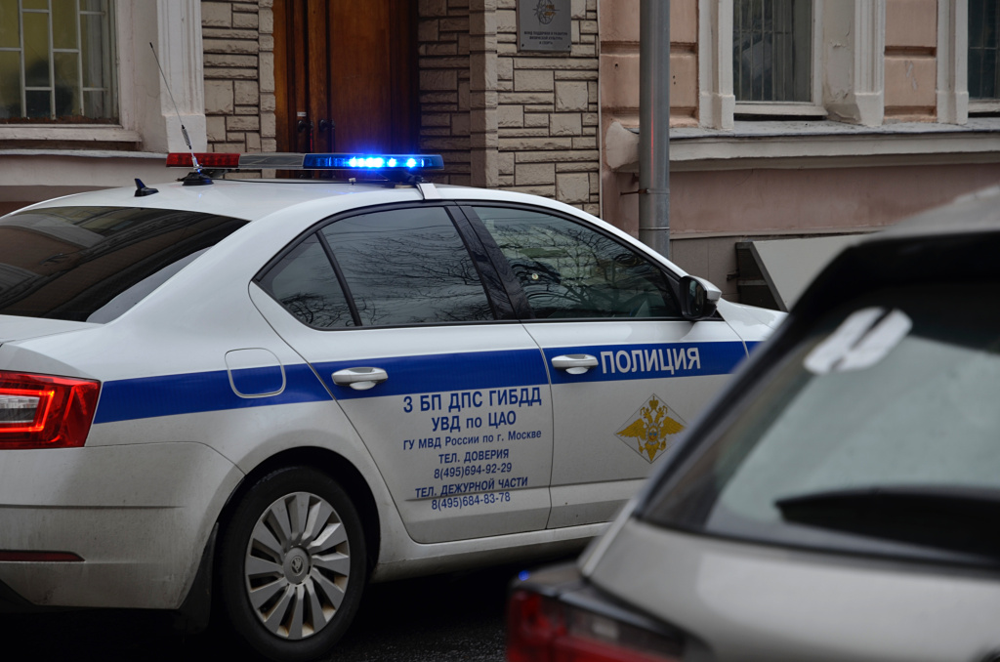 ПОЛИЦИЯ
3 БП ДПС ГИБДД
УВД по ЦАО
ГУ МВД России по г. Москве
ТЕЛ. ДОВЕРИЯ
8(495)694-92-29
ТЕЛ. ДЕЖУРНОЙ ЧАСТИ
8(495)684-83-78